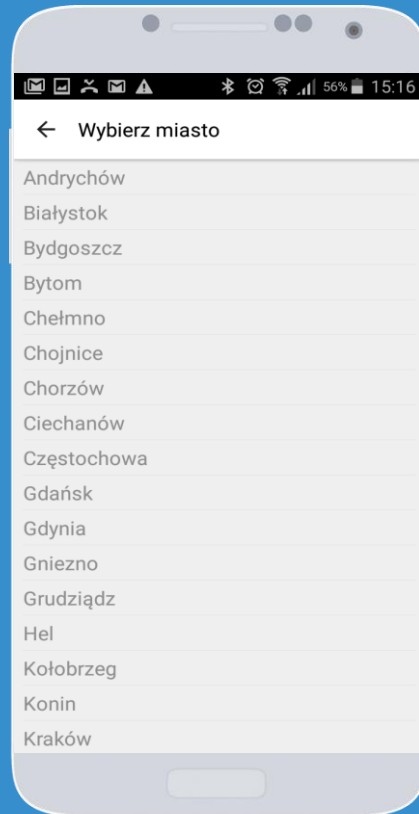 56% 15:16
Wybierz miasto
Andrychów
Białystok
Bydgoszcz
Bytom
Chełmno
Chojnice
Chorzów
Ciechanów
Częstochowa
Gdańsk
Gdynia
Gniezno
Grudziądz
Hel
Kołobrzeg
Konin
Kraków